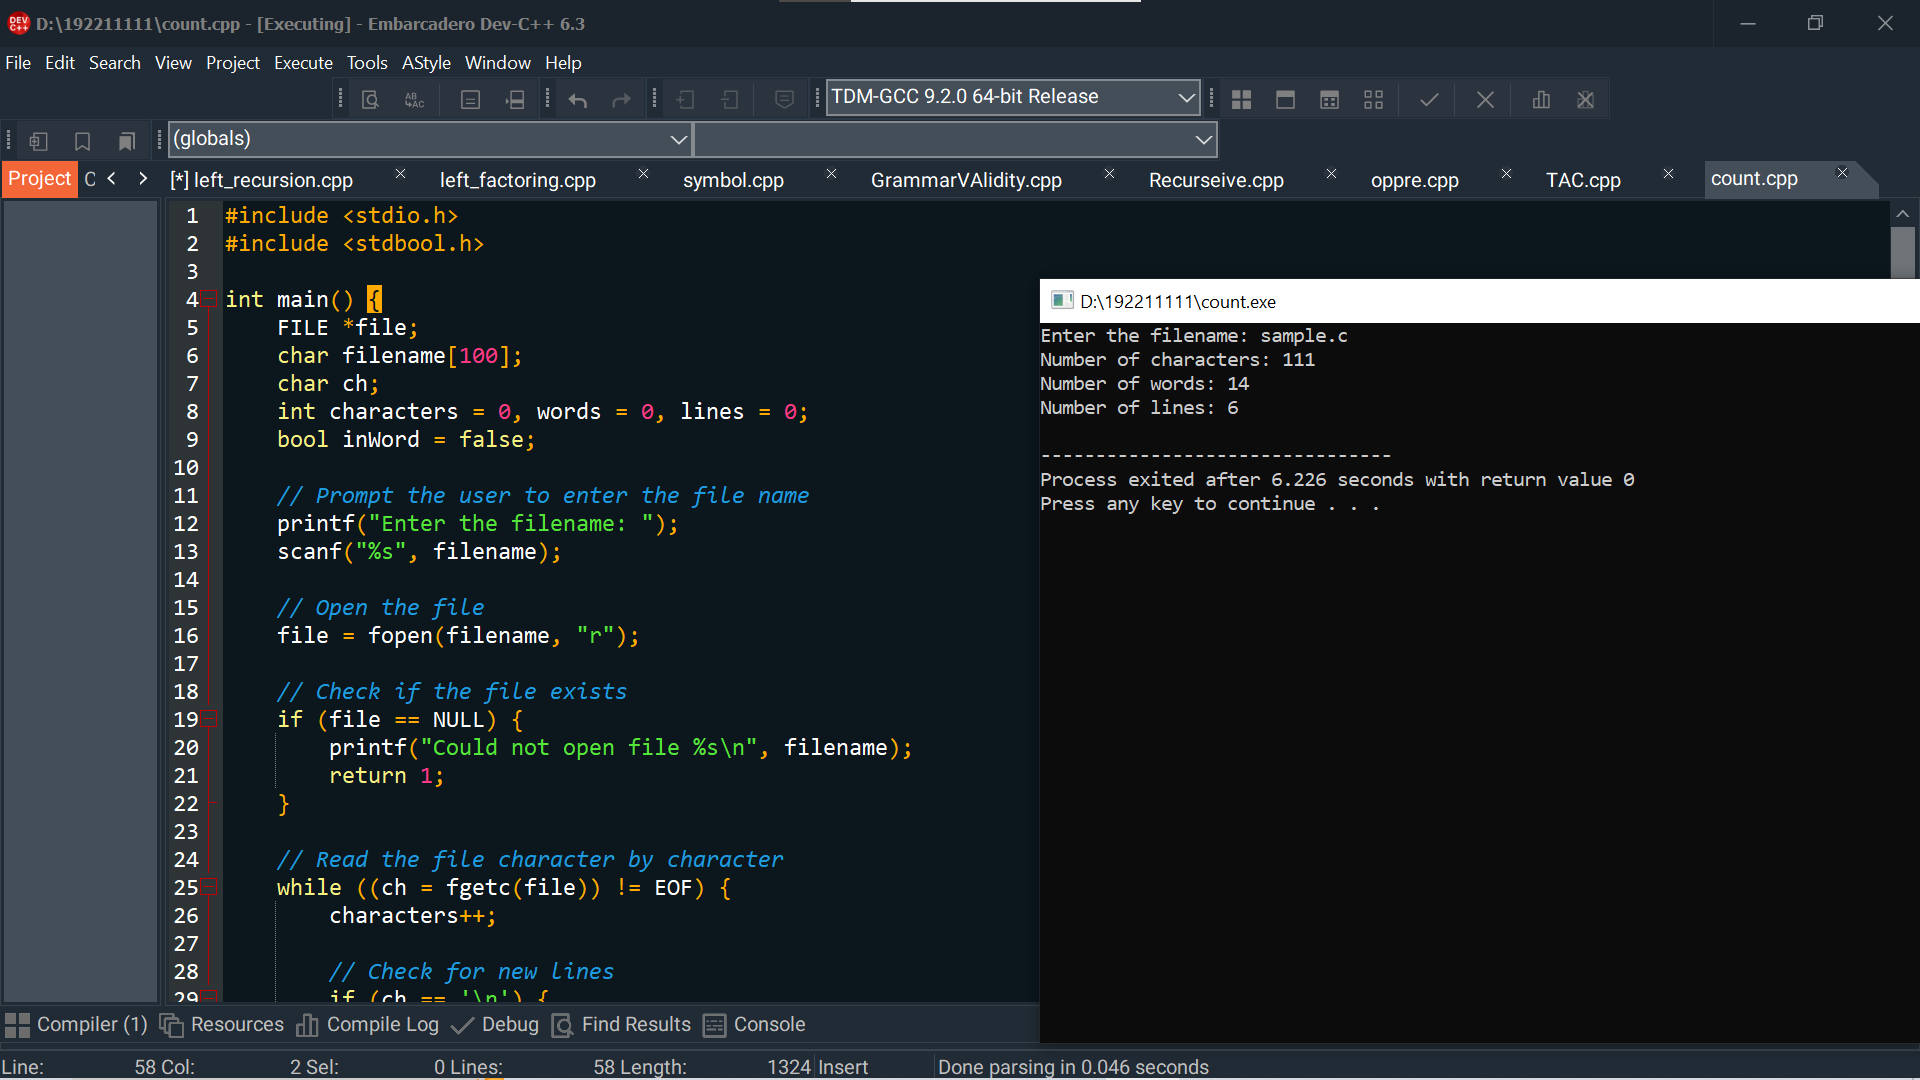 D:\192211111\count.cpp - [Executing] - Embarcadero Dev-C++ 6.3
File Edit Search View Project Execute Tools AStyle Window Help
TDM-GCC 9.2.0 64-bit Release
(globals)
Project
[*] left_recursion.cpp left_factoring.cpp symbol.cpp GrammarVAlidity.cpp Recurseive.cpp oppre.cpp TAC.cpp count.cpp
1 #include <stdio.h>
2 #include <stdbool.h>
3
4 int main() {
5 FILE *file;
6 char filename[100];
7 char ch;
8 int characters = 0, words = 0, lines = 0;
9 bool inWord = false;
10
11 // Prompt the user to enter the file name
12 printf("Enter the filename: ");
13 scanf("%s", filename);
14
15 // Open the file
16 file = fopen(filename, "r");
17
18 // Check if the file exists
19 if (file == NULL) {
20 printf("Could not open file %s\n", filename);
21 return 1;
22 }
23
24 // Read the file character by character
25 while ((ch = fgetc(file)) != EOF) {
26 characters++;
27
28 // Check for new lines
29 if (ch == '\n') {
D:\192211111\count.exe
Enter the filename: sample.c
Number of characters: 111
Number of words: 14
Number of lines: 6
--------------------------------
Process exited after 6.226 seconds with return value 0
Press any key to continue . . .
Compiler (1) Resources Compile Log Debug Find Results Console
Line: 58 Col: 2 Sel: 0 Lines: 58 Length: 1324 Insert Done parsing in 0.046 seconds